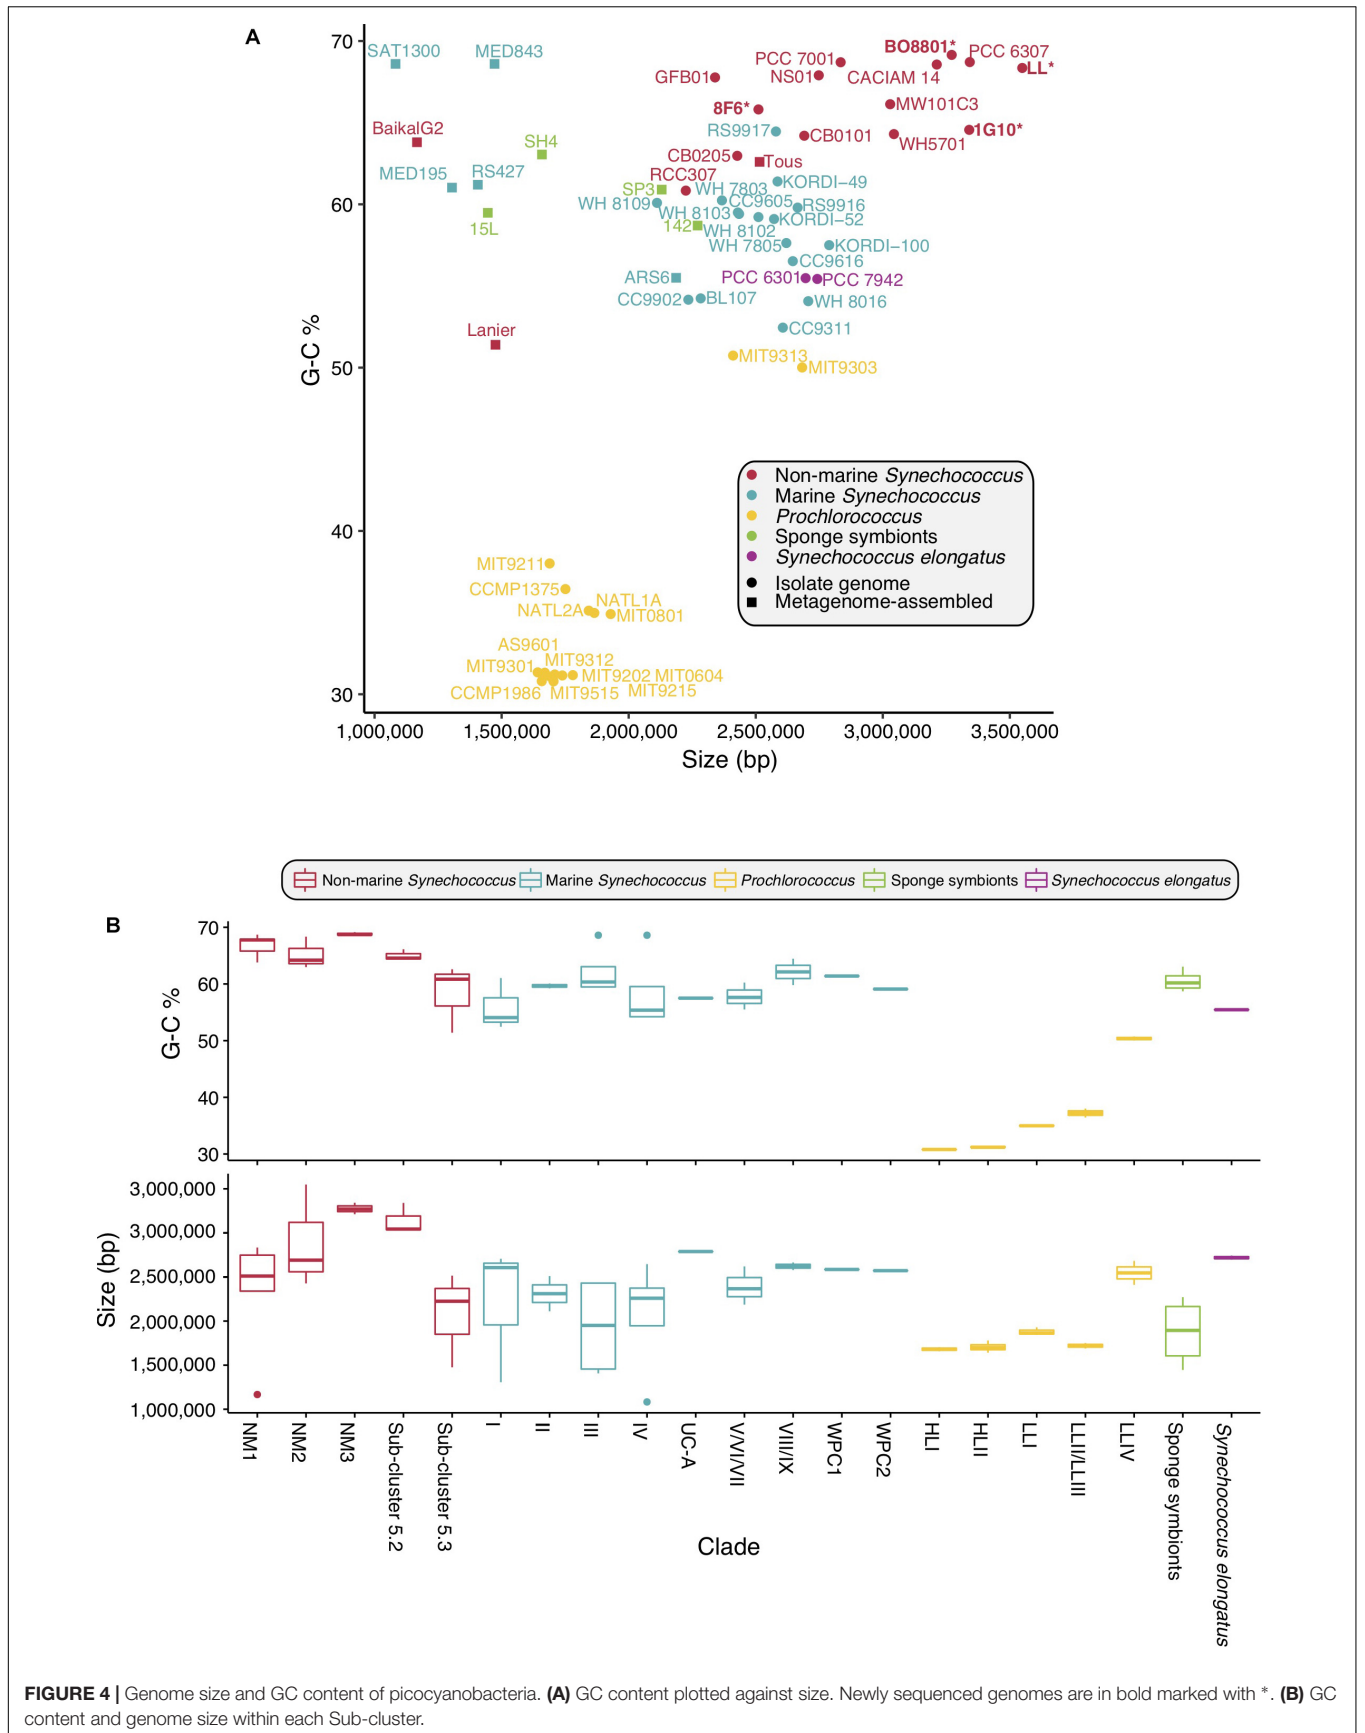 A
70
60
50
40
30
G-C %
SAT1300
MED843
PCC 7001
BO8801*
PCC 6307
GFB01
NS01
CACIAM 14
LL*
8F6*
MW101C3
BaikalG2
RS9917
CB0101
1G10*
WH5701
SH4
CB0205
Tous
MED195
RS427
RCC307
KORDI-49
SP3
WH 7803
WH 8109
CC9605
RS9916
WH 8103
KORDI-52
15L
142
WH 8102
WH 7805
KORDI-100
CC9616
ARS6
PCC 6301
PCC 7942
CC9902
BL107
WH 8016
Lanier
CC9311
MIT9313
MIT9303
Non-marine Synechococcus
Marine Synechococcus
Prochlorococcus
Sponge symbionts
Synechococcus elongatus
Isolate genome
Metagenome-assembled
MIT9211
CCMP1375
NATL1A
NATL2A
MIT0801
AS9601
MIT9312
MIT9301
MIT9202 MIT0604
CCMP1986
MIT9515
MIT9215
1,000,000
1,500,000
2,000,000
2,500,000
3,000,000
3,500,000
Size (bp)
Non-marine Synechococcus
Marine Synechococcus
Prochlorococcus
Sponge symbionts
Synechococcus elongatus
B
70
60
50
40
30
G-C %
3,000,000
3,000,000
2,500,000
2,000,000
1,500,000
1,000,000
Size (bp)
NM1
NM2
NM3
Sub-cluster 5.2
Sub-cluster 5.3
I
II
III
IV
UC-A
V/VI/VII
VIII/IX
WPC1
WPC2
HLI
HLII
LLI
LLII/LLIII
LLIV
Sponge symbionts
Synechococcus elongatus
Clade
FIGURE 4 | Genome size and GC content of picocyanobacteria. (A) GC content plotted against size. Newly sequenced genomes are in bold marked with *. (B) GC
content and genome size within each Sub-cluster.